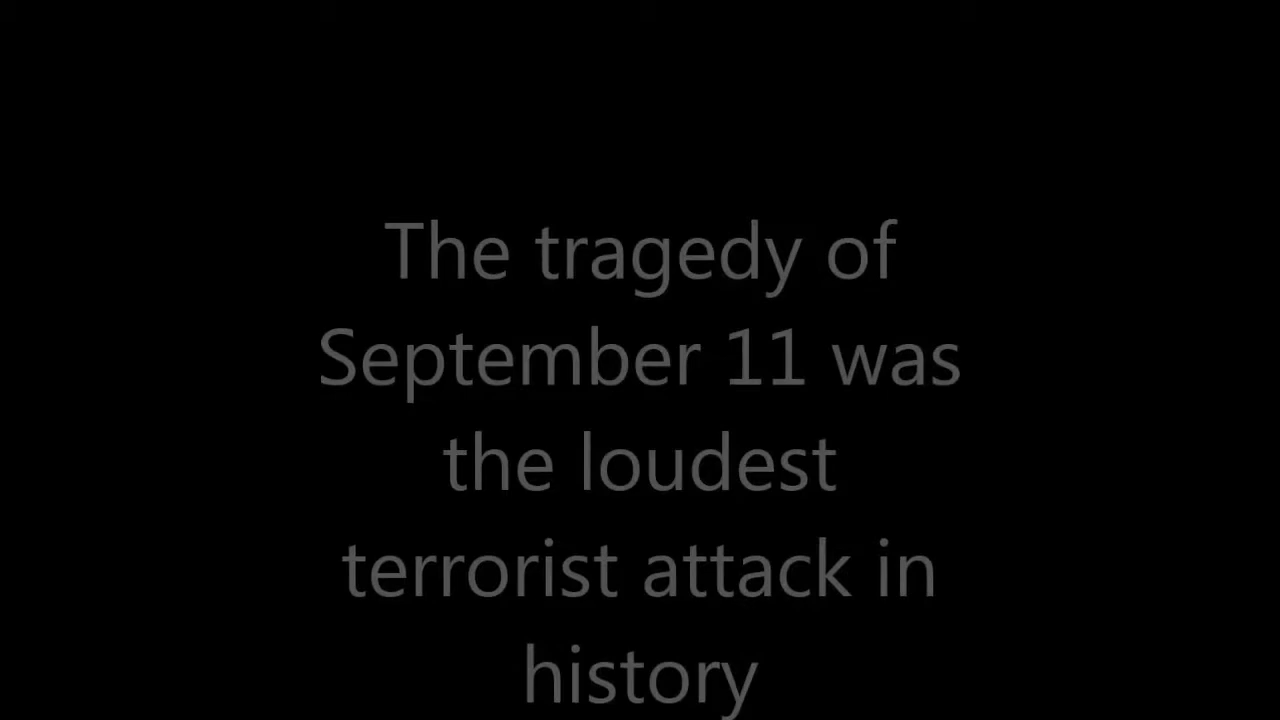 The tragedy of
September 11 was
the loudest
terrorist attack in
history